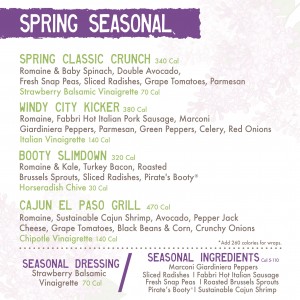 SPRING SEASONAL
SPRING CLASSIC CRUNCH 340 Cal
Romaine & Baby Spinach, Double Avocado,
Fresh Snap Peas, Sliced Radishes, Grape Tomatoes, Parmesan
Strawberry Balsamic Vinaigrette 70 Cal
WINDY CITY KICKER 380 Cal
Romaine, Fabbri Hot Italian Pork Sausage, Marconi
Giardiniera Peppers, Parmesan, Green Peppers, Celery, Red Onions
Italian Vinaigrette 140 Cal
BOOTY SLIMDOWN 320 Cal
Romaine & Kale, Turkey Bacon, Roasted
Brussels Sprouts, Sliced Radishes, Pirate's Booty®
Horseradish Chive 30 Cal
CAJUN EL PASO GRILL 470 Cal
Romaine, Sustainable Cajun Shrimp, Avocado, Pepper Jack
Cheese, Grape Tomatoes, Black Beans & Corn, Crunchy Onions
Chipotle Vinaigrette 140 Cal
*Add 260 calories for wraps.
SEASONAL DRESSING
Strawberry Balsamic
Vinaigrette 70 Cal
SEASONAL INGREDIENTS Cal 5-110
Marconi Giardiniera Peppers
Sliced Radishes | Fabbri Hot Italian Sausage
Fresh Snap Peas | Roasted Brussels Sprouts
Pirate's Booty® | Sustainable Cajun Shrimp